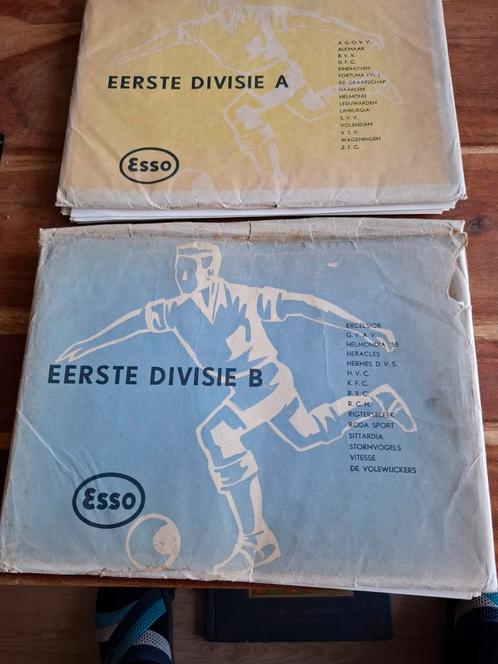 EERSTE DIVISIE A
Esso
A.G.O.V.V.
ALKMAAR
B.V.V.
D.F.C.
EINDHOVEN
FORTUNA (VL.)
DE GRAAFSCHAP
HAARLEM
HELMOND
LEEUWARDEN
LIMBURGIA
S.V.V.
VOLENDAM
V.S.V.
WAGENINGEN
Z.F.C.
EERSTE DIVISIE B
Esso
EXCELSIOR
G.V.A.V.
HELMONDIA '55
HERACLES
HERMES D.V.S.
H.V.C.
K.F.C.
R.B.C.
R.C.H.
RIGTERSBLEEK
RODA SPORT
SITTARDIA
STORMVOGELS
VITESSE
DE VOLEWIJCKERS